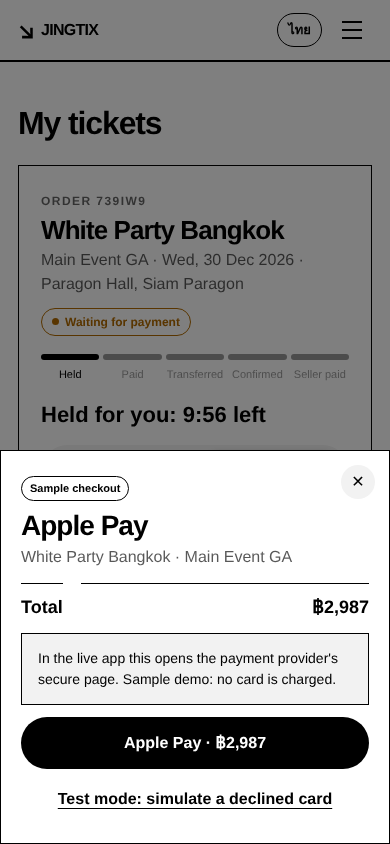 JINGTIX
ไทย
My tickets
ORDER 739IW9
White Party Bangkok
Main Event GA · Wed, 30 Dec 2026 ·
Paragon Hall, Siam Paragon
Waiting for payment
Held Paid Transferred Confirmed Seller paid
Held for you: 9:56 left
Sample checkout
✕
Apple Pay
White Party Bangkok · Main Event GA
Total ฿2,987
In the live app this opens the payment provider's
secure page. Sample demo: no card is charged.
Apple Pay · ฿2,987
Test mode: simulate a declined card